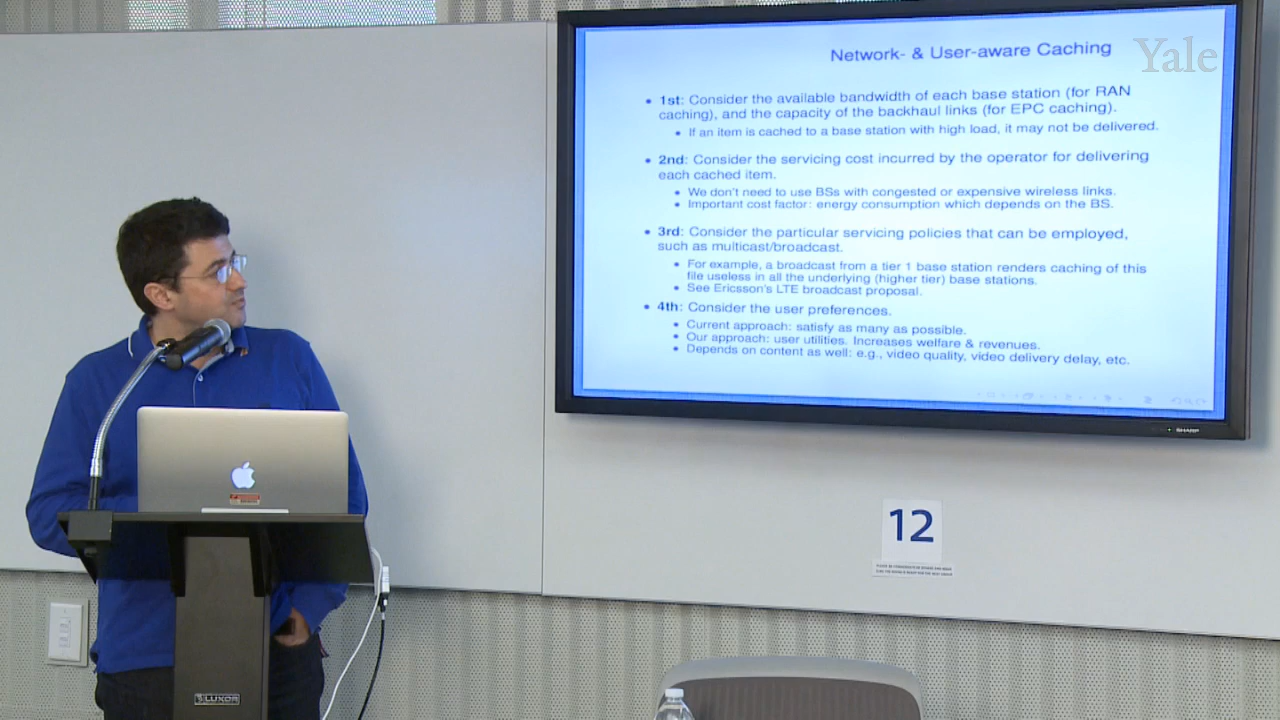 Network- & User-aware Caching
Yale
• 1st: Consider the available bandwidth of each base station (for RAN
caching), and the capacity of the backhaul links (for EPC caching).
• If an item is cached to a base station with high load, it may not be delivered.
• 2nd: Consider the servicing cost incurred by the operator for delivering
each cached item.
• We don't need to use BSs with congested or expensive wireless links.
• Important cost factor: energy consumption which depends on the BS.
• 3rd: Consider the particular servicing policies that can be employed,
such as multicast/broadcast.
• For example, a broadcast from a tier 1 base station renders caching of this
file useless in all the underlying (higher tier) base stations.
• See Ericsson's LTE broadcast proposal.
• 4th: Consider the user preferences.
• Current approach: satisfy as many as possible.
• Our approach: user utilities. Increases welfare & revenues.
• Depends on content as well: e.g., video quality, video delivery delay, etc.
SHARP
12
LUXOR